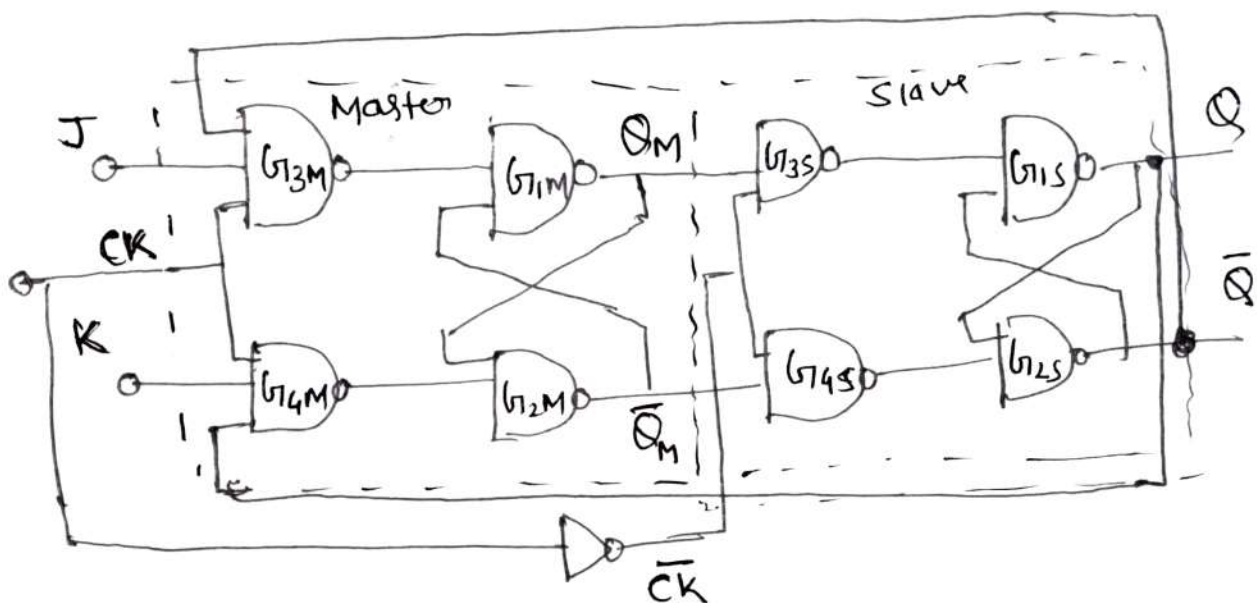 Master
Slave
J
G3M
G1M
QM
G3S
G1S
Q
CK
K
G4M
G2M
Q̅M
G4S
G2S
Q̅
C̅K̅